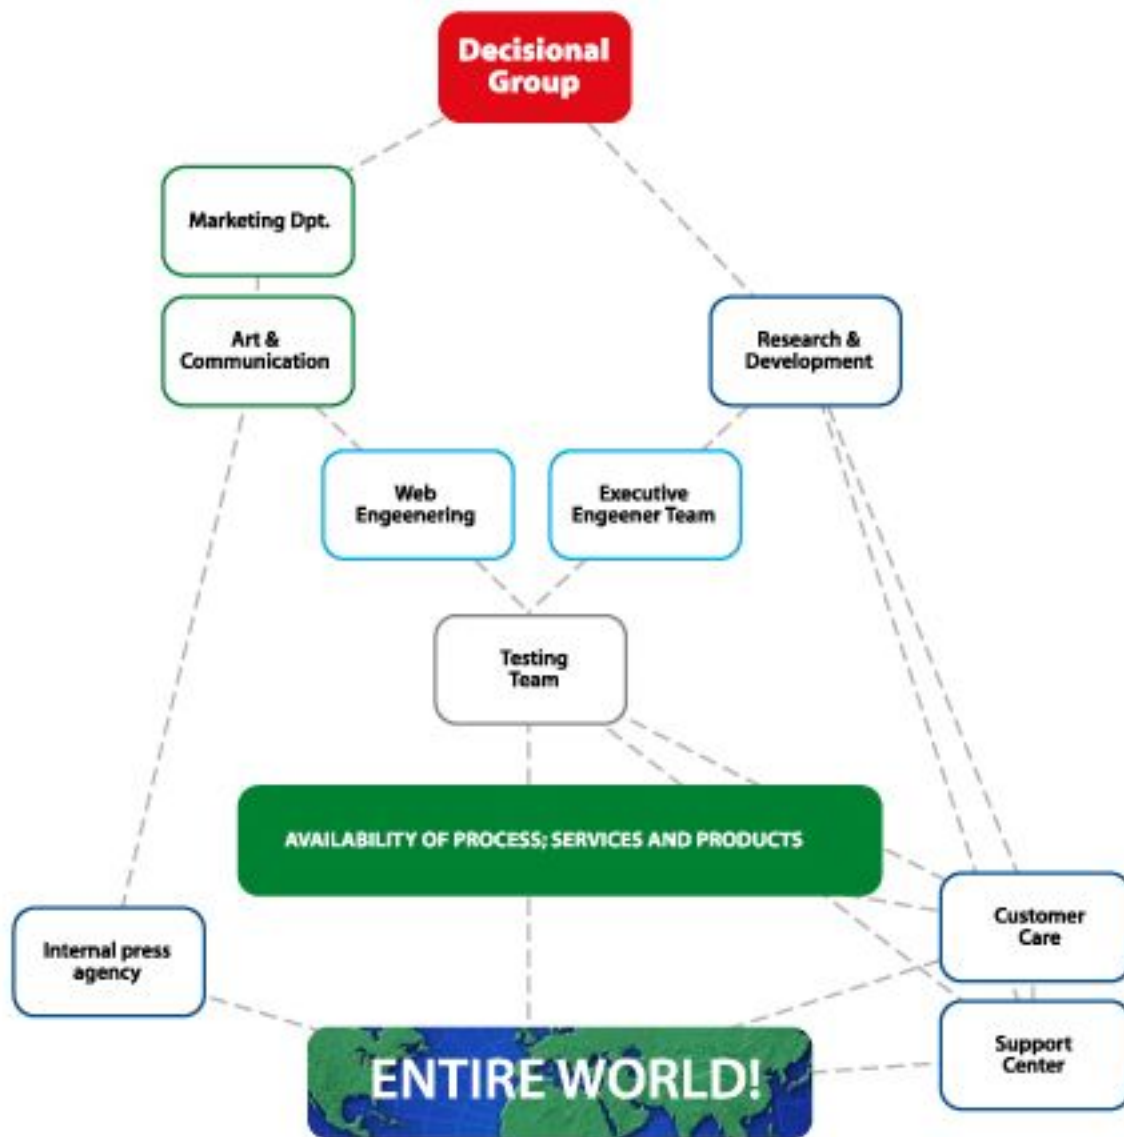 Decisional
Group
Marketing Dpt.
Art &
Communication
Research &
Development
Web
Engeenering
Executive
Engeener Team
Testing
Team
AVAILABILITY OF PROCESS; SERVICES AND PRODUCTS
Internal press
agency
Customer
Care
Support
Center
ENTIRE WORLD!